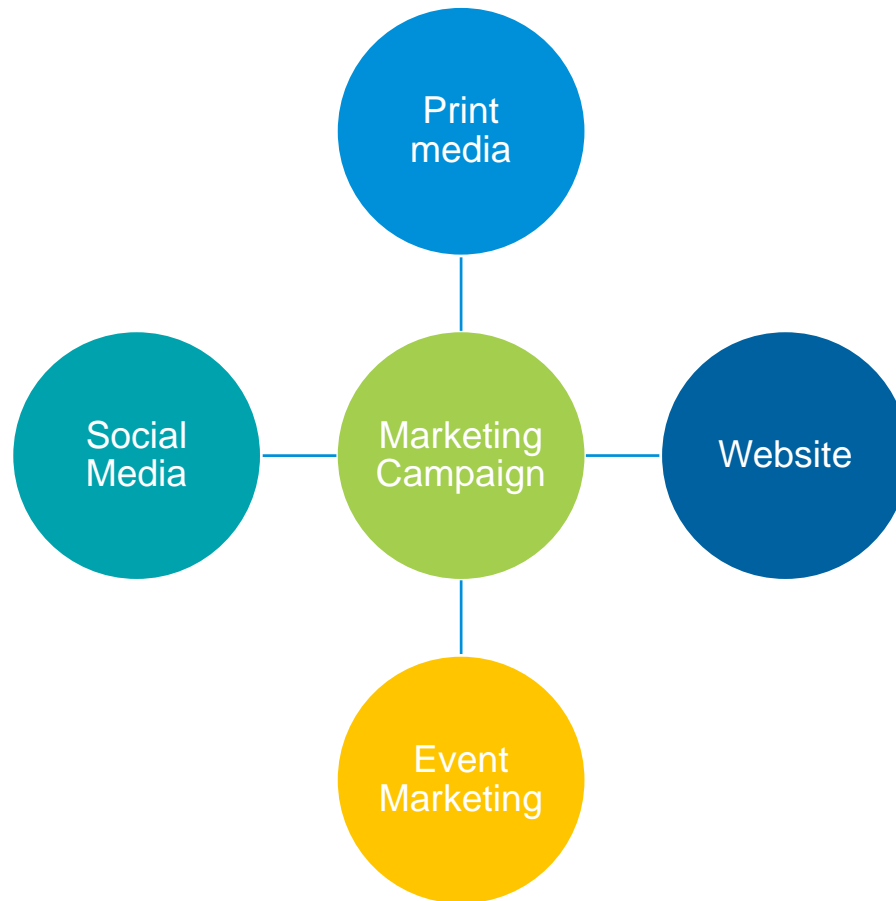 Print
media
Social
Media
Marketing
Campaign
Website
Event
Marketing